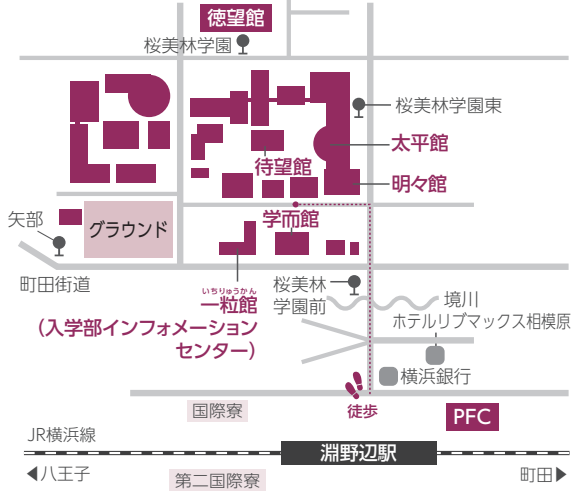 徳望館
桜美林学園
桜美林学園東
太平館
待望館
明々館
学而館
矢部
グラウンド
町田街道
いちりゅうかん
一粒館
(入学部インフォメーション
センター)
桜美林
学園前
境川
ホテルリブマックス相模原
横浜銀行
徒歩
国際寮
PFC
JR横浜線
淵野辺駅
◀八王子
第二国際寮
町田▶